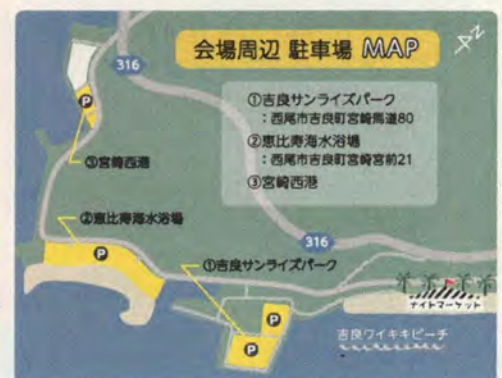 会場周辺 駐車場 MAP
316
①吉良サンライズパーク
：西尾市吉良町宮崎馬道80
②恵比寿海水浴場
：西尾市吉良町宮崎宮前21
③宮崎西港
P
③宮崎西港
②恵比寿海水浴場
P
①吉良サンライズパーク
316
P
P
ナイトマーケット
吉良ワイキキビーチ